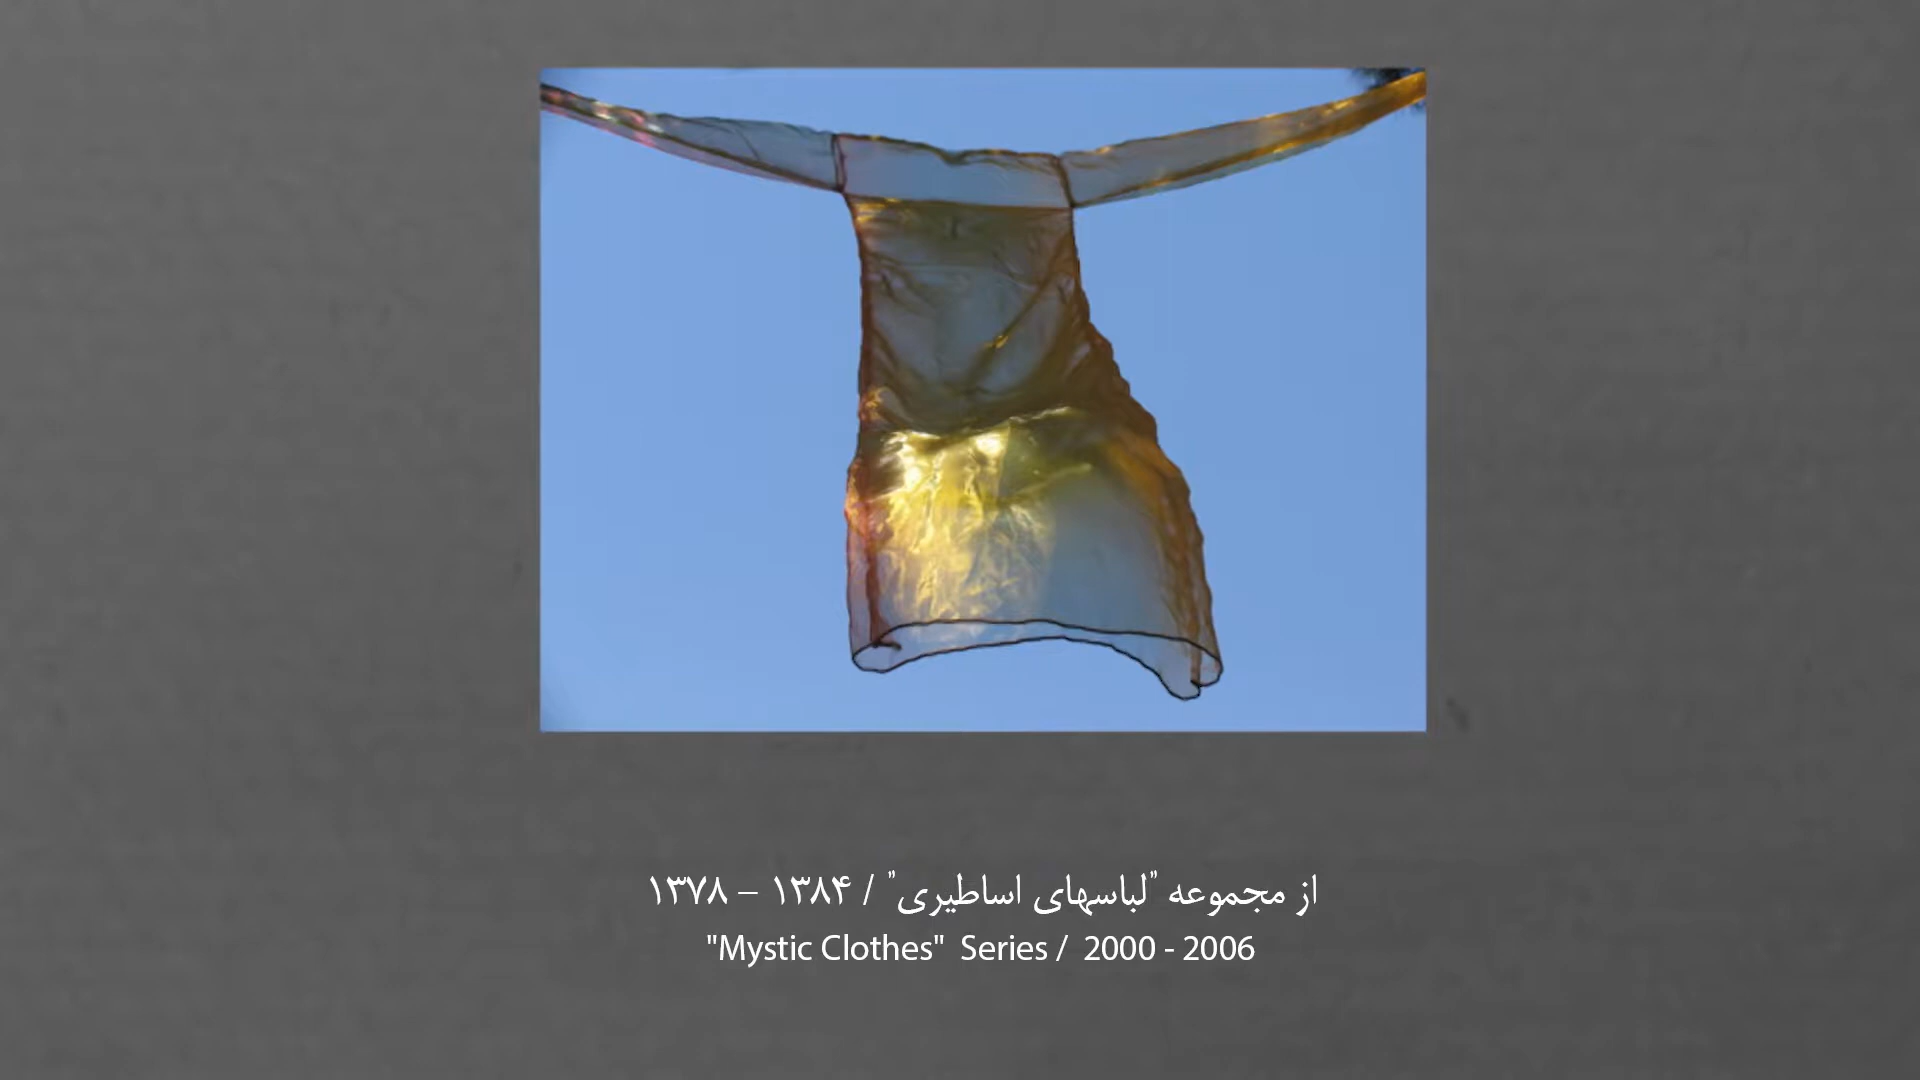 از مجموعه "لباسهای اساطیری" / ۱۳۸۴ – ۱۳۷۸
"Mystic Clothes"  Series /  2000 - 2006